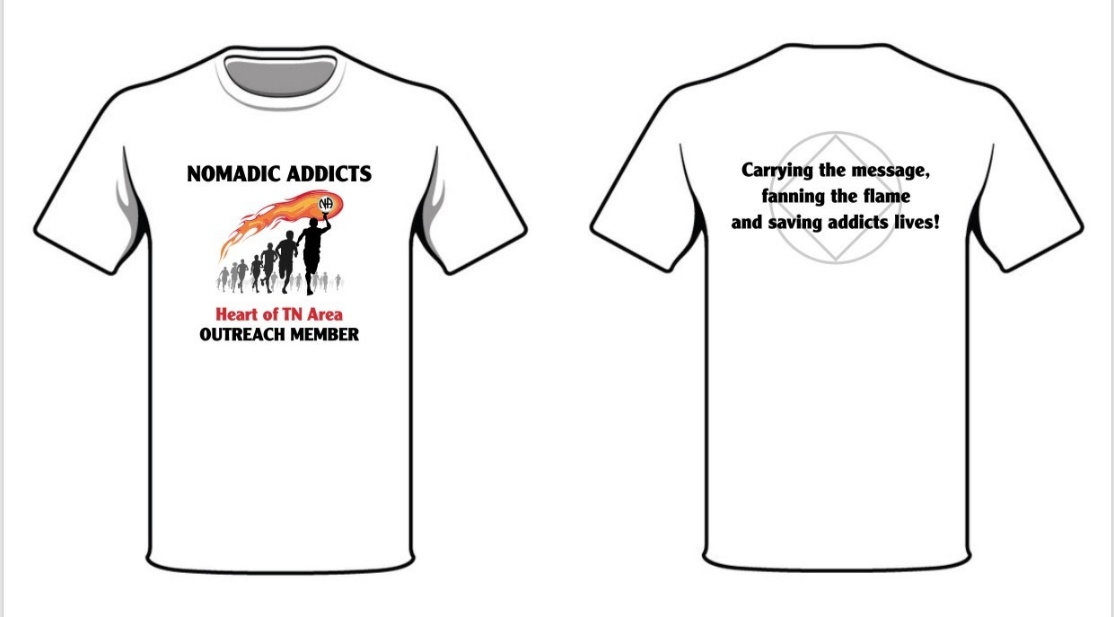 NOMADIC ADDICTS
NA
Heart of TN Area
OUTREACH MEMBER
Carrying the message,
fanning the flame
and saving addicts lives!